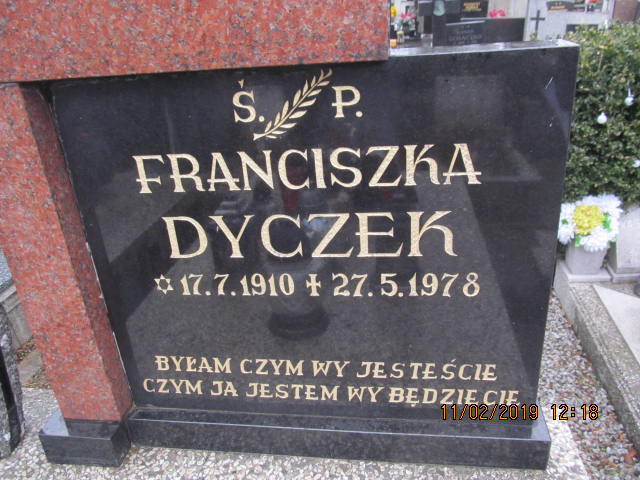 Ś. P.
FRANCISZKA
DYCZEK
✡ 17.7.1910 ✝ 27.5.1978
BYŁAM CZYM WY JESTEŚCIE
CZYM JA JESTEM WY BĘDZIECIE
11/02/2019 12:18